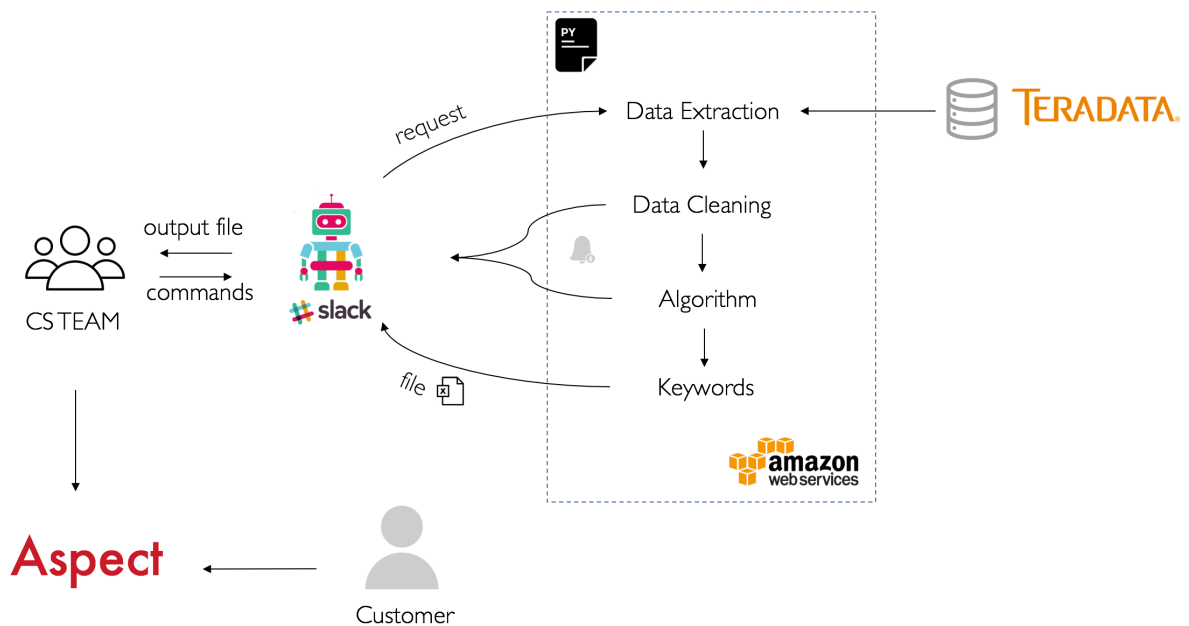 PY
request
Data Extraction
TERADATA®
Data Cleaning
output file
commands
slack
CS TEAM
Algorithm
file
X
Keywords
amazon
web services
Aspect
Customer